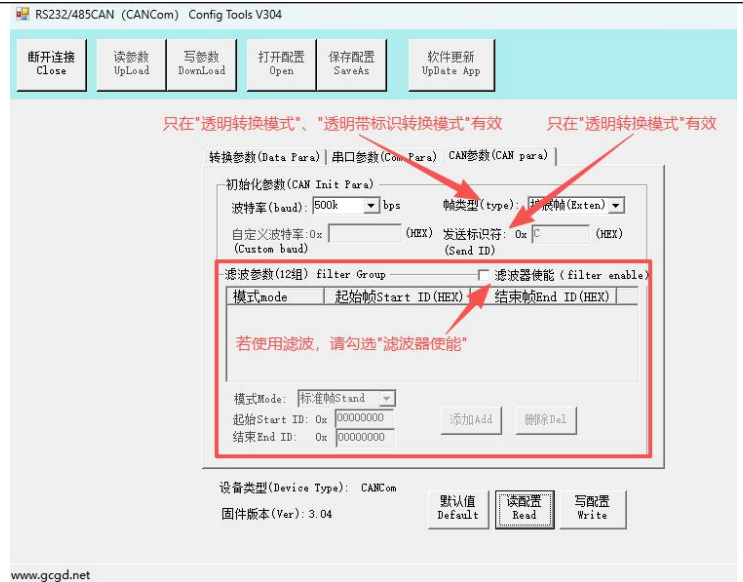 RS232/485CAN (CANCom) Config Tools V304
断开连接 读参数 写参数 打开配置 保存配置 软件更新
Close UpLoad DownLoad Open SaveAs UpDate App
只在"透明转换模式"、"透明带标识转换模式"有效 只在"透明转换模式"有效
转换参数(Data Para) 串口参数(Com Para) CAN参数(CAN para)
初始化参数(CAN Init Para)
波特率(baud): 500k bps 帧类型(type): 扩展帧(Exten)
自定义波特率:0x (HEX) 发送标识符: 0x C (HEX)
(Custom baud) (Send ID)
滤波参数(12组) filter Group 滤波器使能(filter enable)
模式mode 起始帧Start ID(HEX) 结束帧End ID(HEX)
若使用滤波，请勾选"滤波器使能"
模式Mode: 标准帧Stand
起始Start ID: 0x 00000000 添加Add 删除Del
结束End ID: 0x 00000000
设备类型(Device Type): CANCom
固件版本(Ver): 3.04
默认值 读配置 写配置
Default Read Write
www.gcgd.net